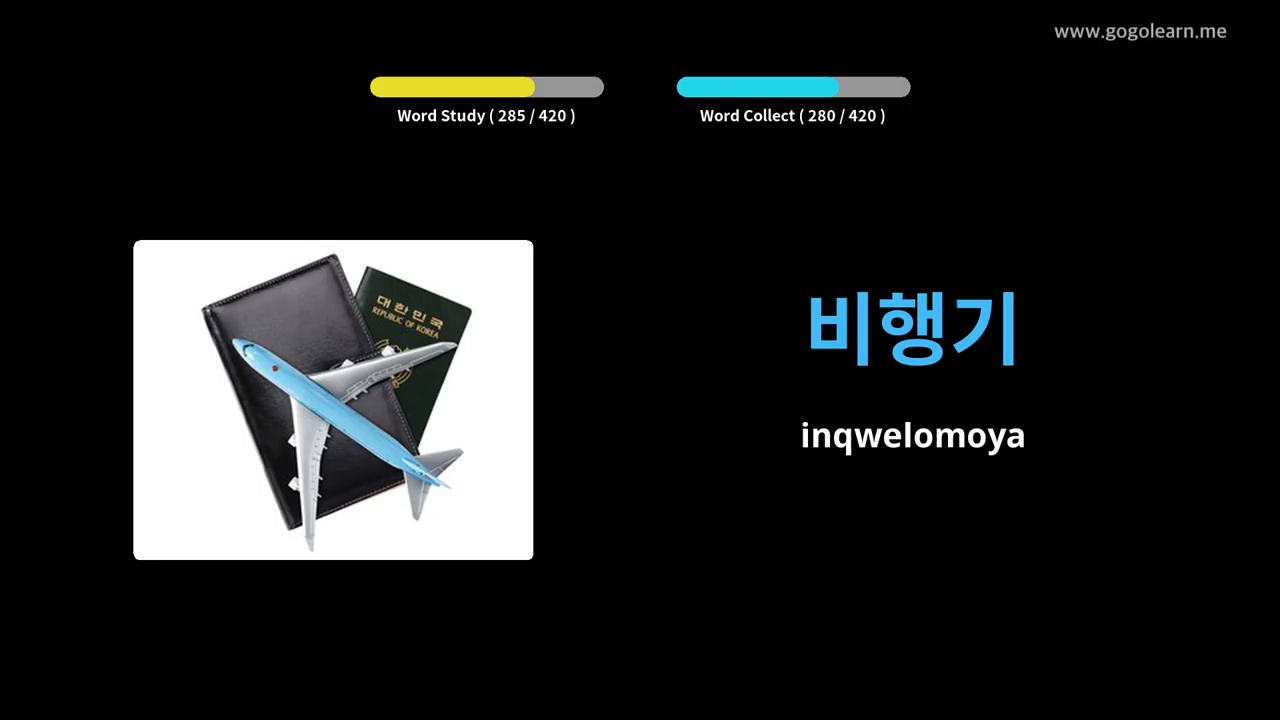 www.gogolearn.me
Word Study ( 285 / 420 )
Word Collect ( 280 / 420 )
대한민국
REPUBLIC OF KOREA
비행기
inqwelomoya